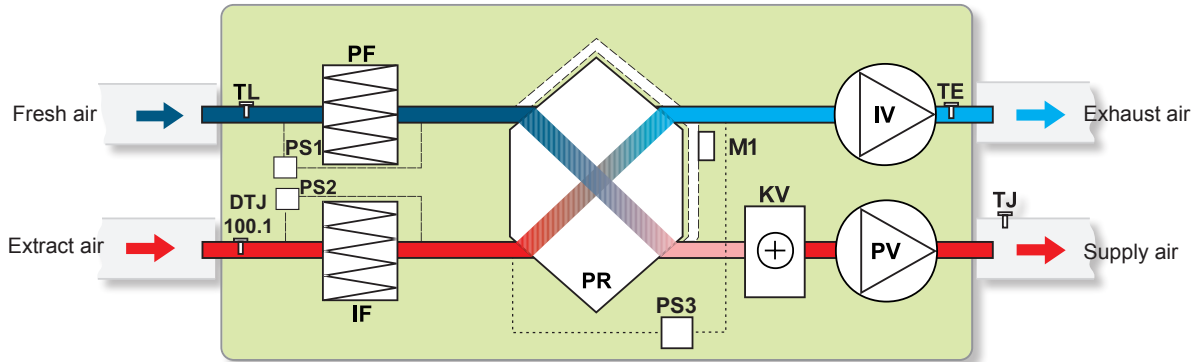 PF
Fresh air
TL
PS1
IV
TE
Exhaust air
M1
PS2
DTJ
100.1
Extract air
IF
PR
KV
PV
TJ
Supply air
PS3